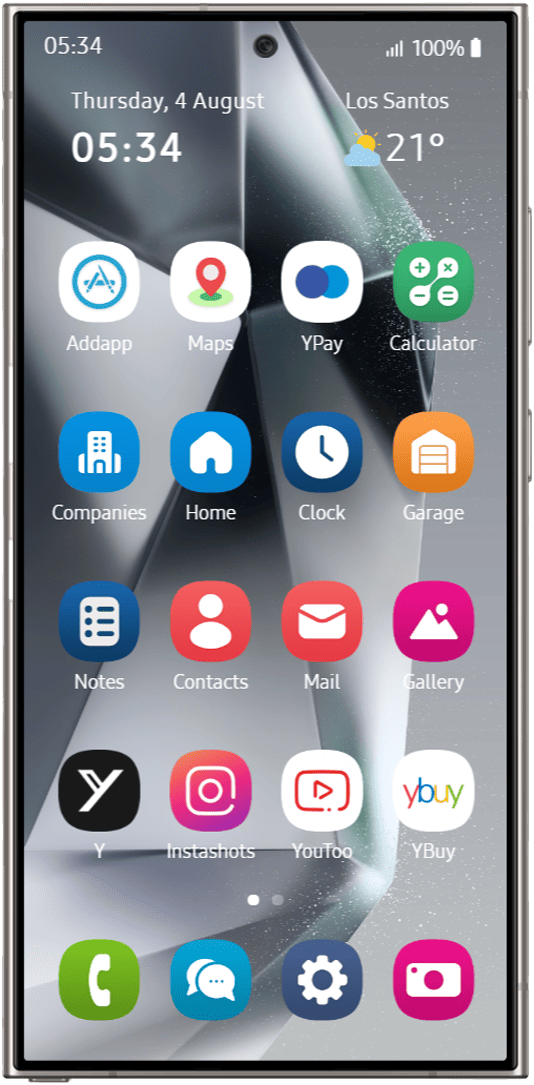 05:34 100%
Thursday, 4 August Los Santos
05:34 21°
Addapp Maps YPay Calculator
Companies Home Clock Garage
Notes Contacts Mail Gallery
ybuy
Y Instashots YouToo YBuy